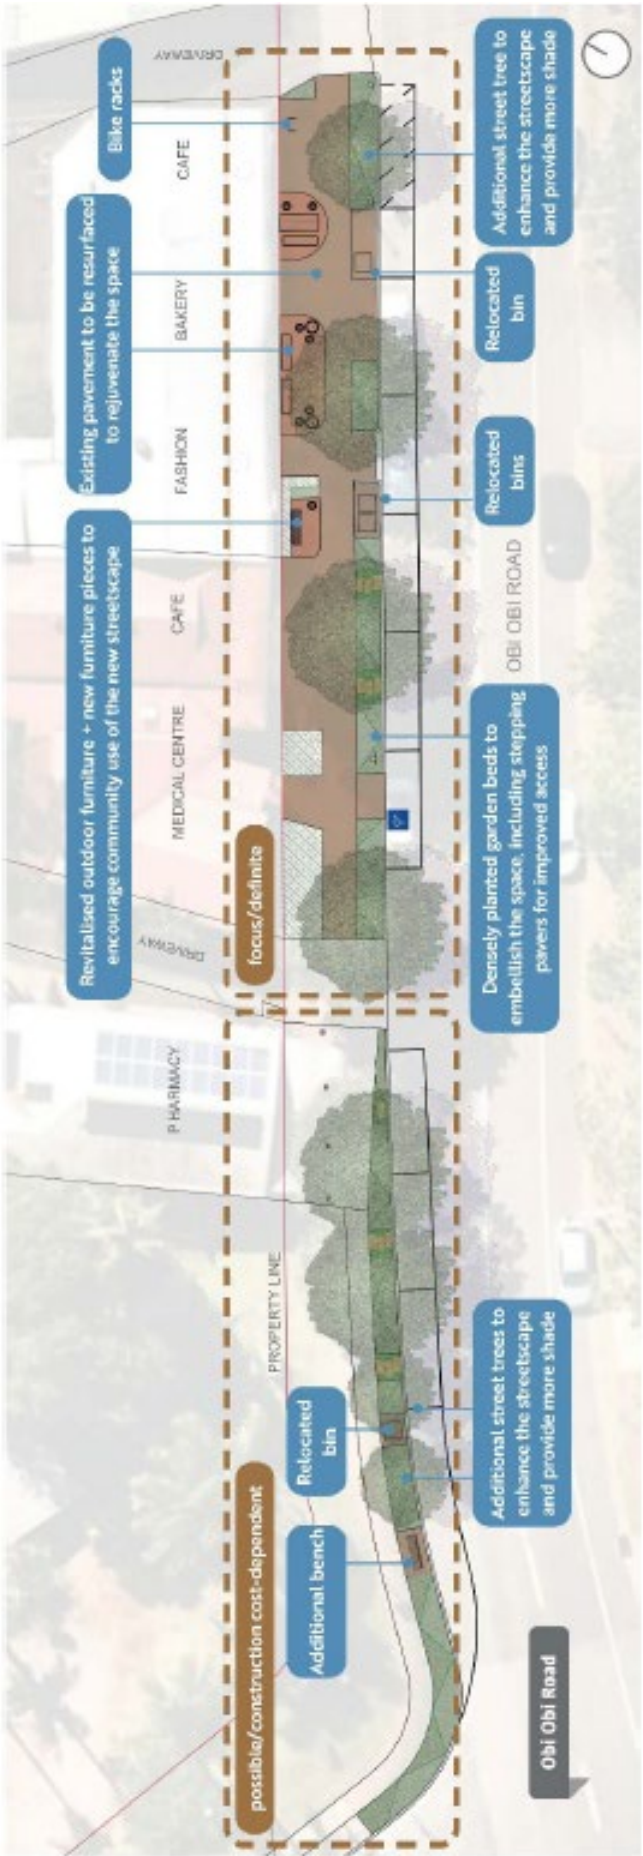 possible/construction cost-dependent
focus/definite
Revitalised outdoor furniture + new furniture pieces to
encourage community use of the new streetscape
Existing pavement to be resurfaced
to rejuvenate the space
Bike racks
PHARMACY
DRIVEWAY
MEDICAL CENTRE
CAFE
FASHION
BAKERY
CAFE
DRIVEWAY
PROPERTY LINE
Additional bench
Relocated
bin
Obi Obi Road
Additional street trees to
enhance the streetscape
and provide more shade
Densely planted garden beds to
embellish the space, including stepping
pavers for improved access
OBI OBI ROAD
Relocated
bins
Relocated
bin
Additional street tree to
enhance the streetscape
and provide more shade